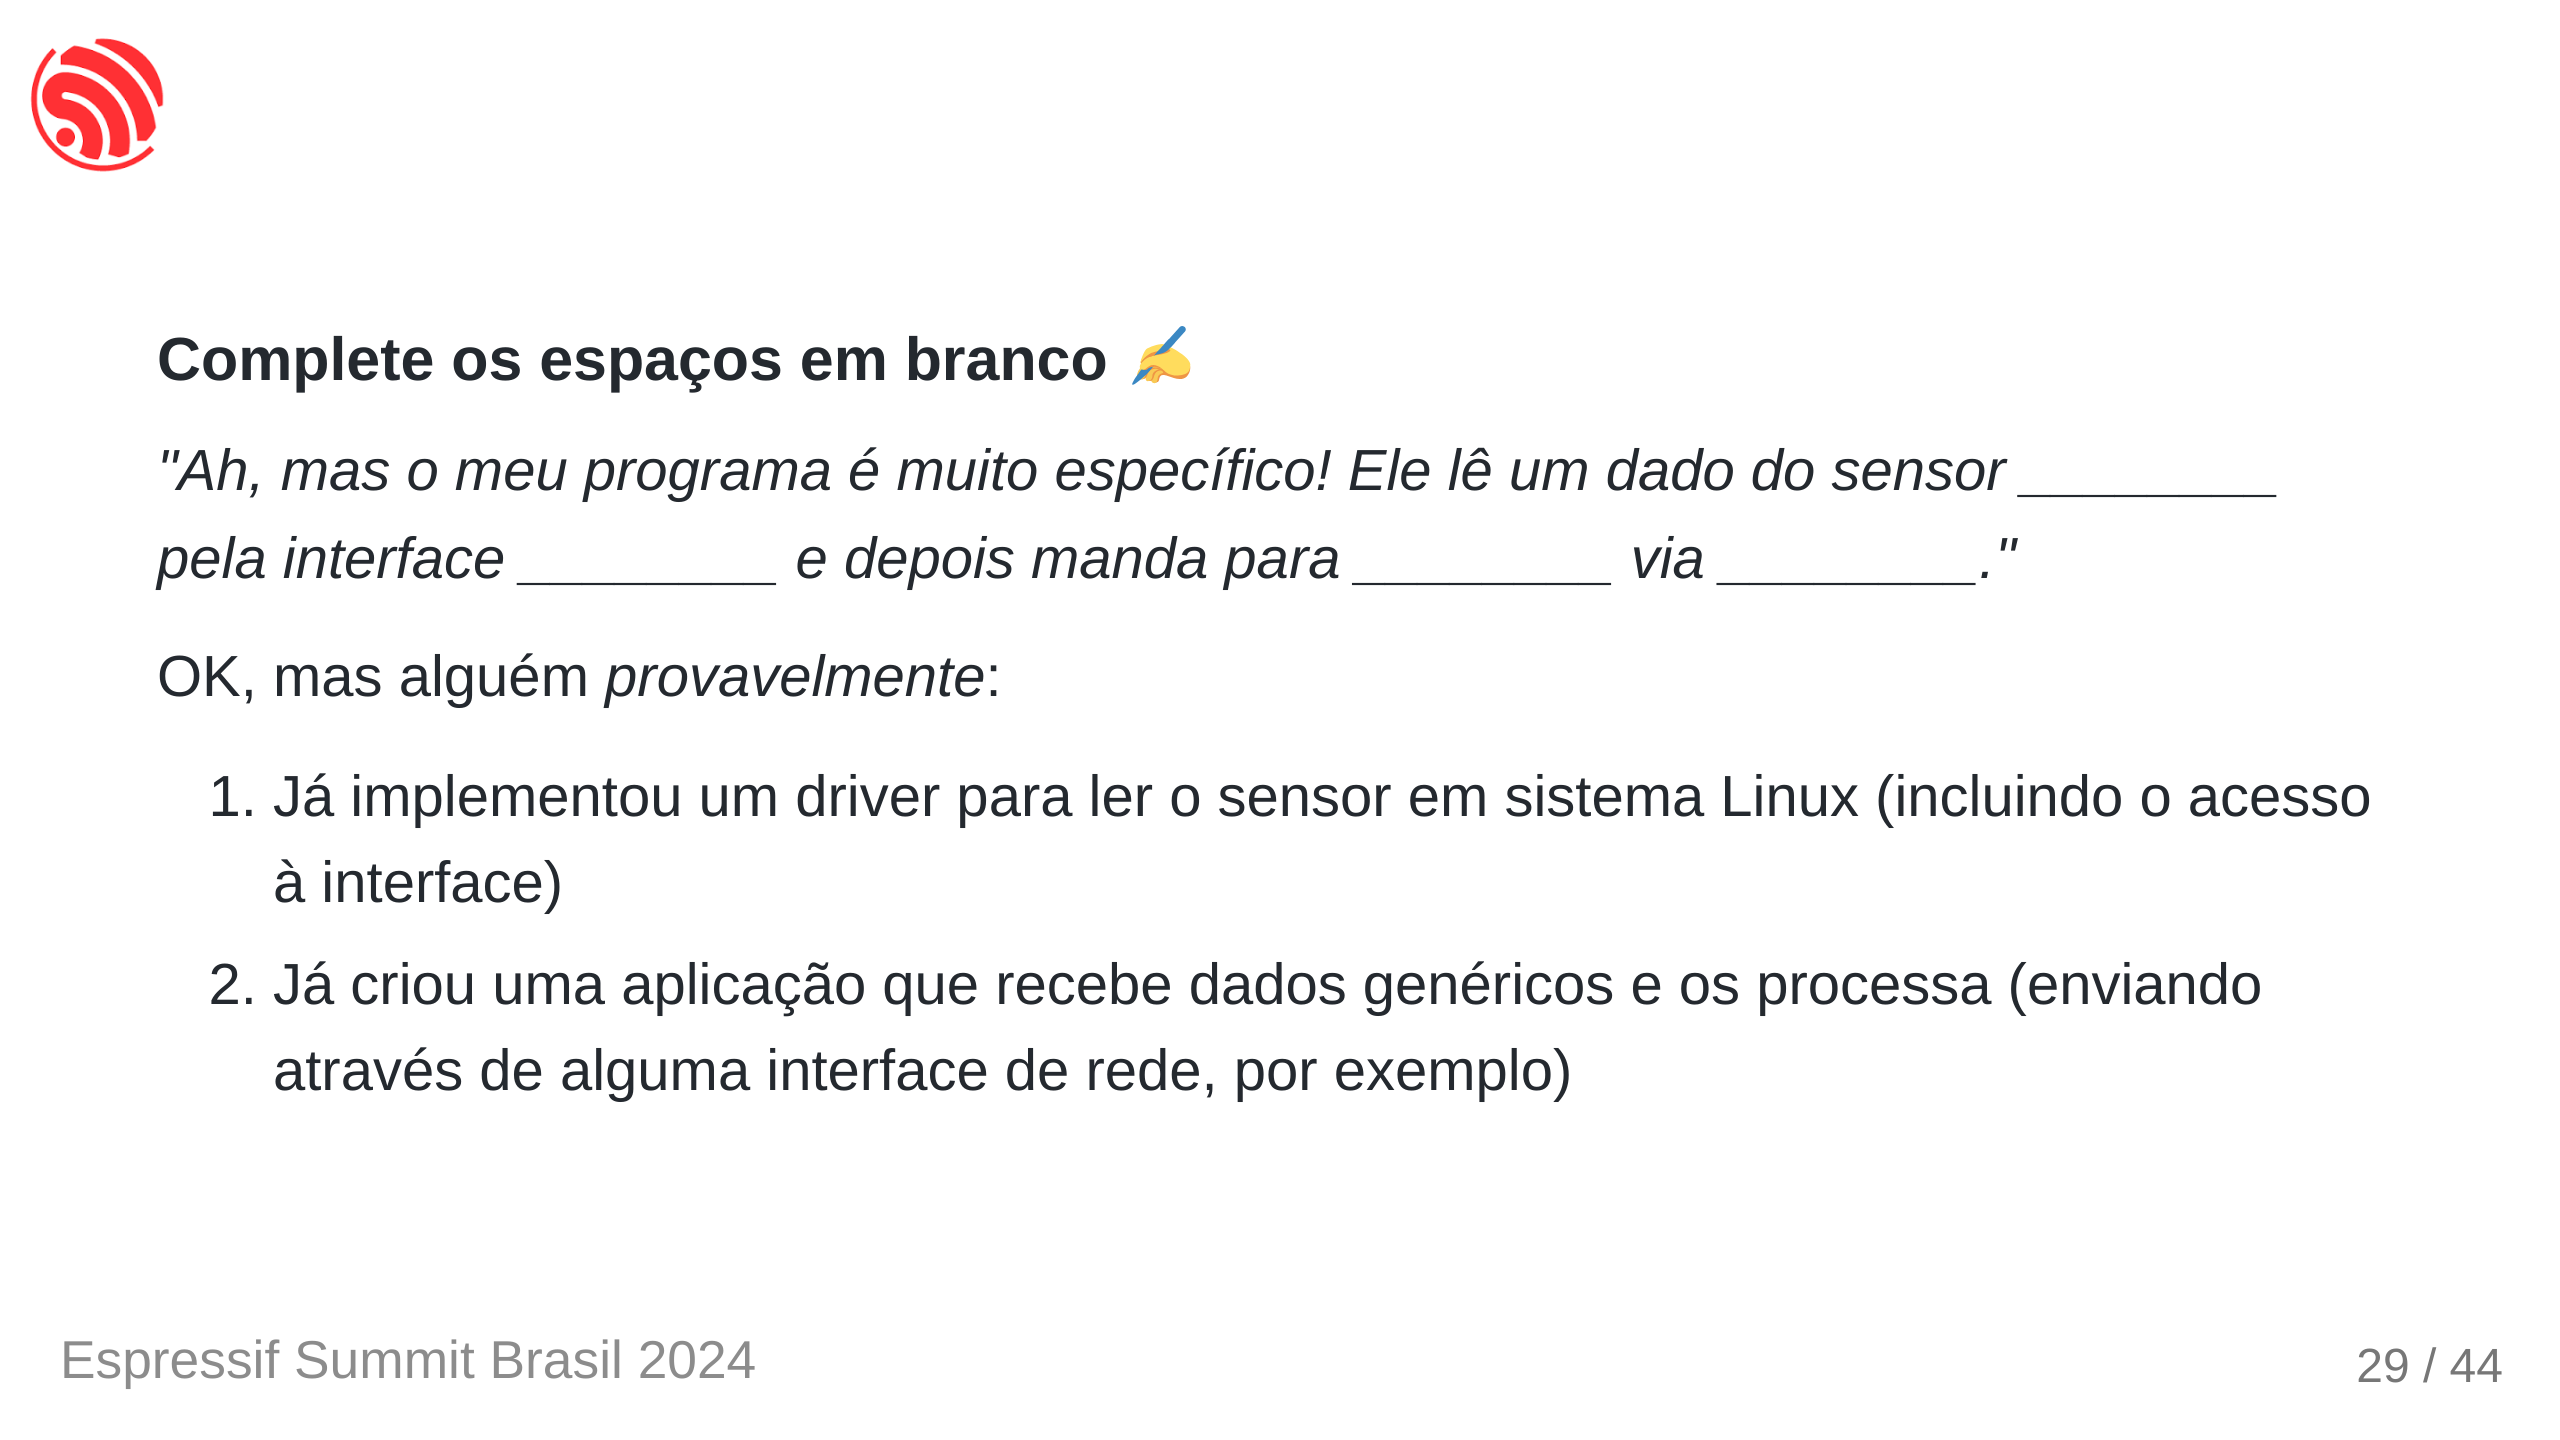 Complete os espaços em branco ✍️
"Ah, mas o meu programa é muito específico! Ele lê um dado do sensor ________
pela interface ________ e depois manda para ________ via ________."
OK, mas alguém provavelmente:
1. Já implementou um driver para ler o sensor em sistema Linux (incluindo o acesso
à interface)
2. Já criou uma aplicação que recebe dados genéricos e os processa (enviando
através de alguma interface de rede, por exemplo)
Espressif Summit Brasil 2024
29 / 44